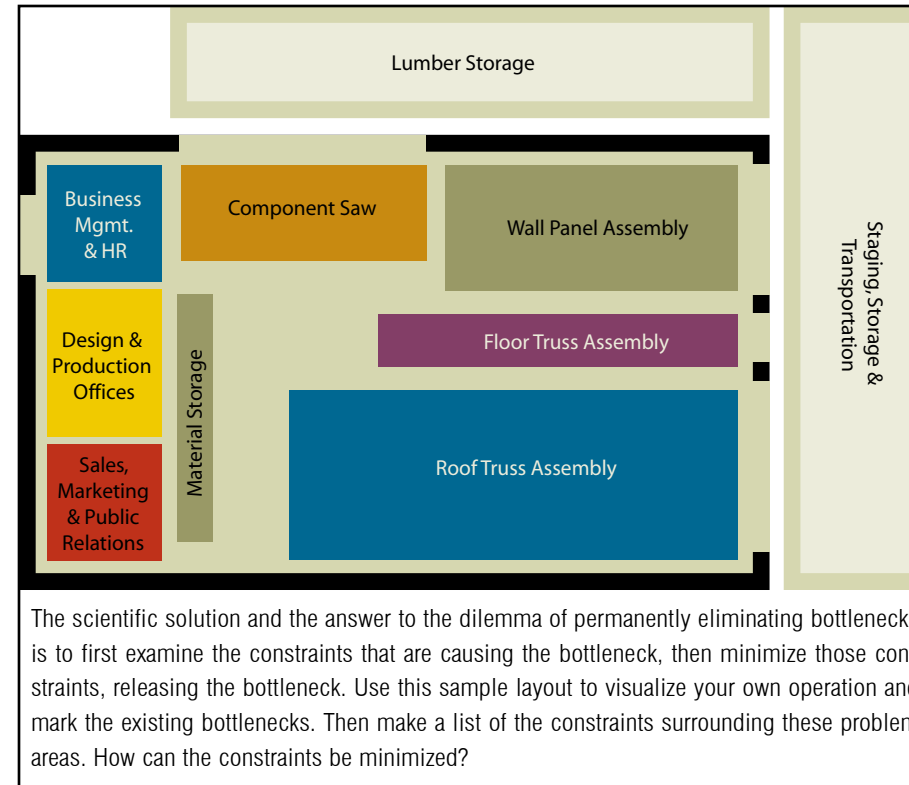 Lumber Storage
Business
Mgmt.
& HR
Component Saw
Wall Panel Assembly
Staging, Storage &
Transportation
Design &
Production
Offices
Material Storage
Floor Truss Assembly
Sales,
Marketing
& Public
Relations
Roof Truss Assembly
The scientific solution and the answer to the dilemma of permanently eliminating bottleneck
is to first examine the constraints that are causing the bottleneck, then minimize those con
straints, releasing the bottleneck. Use this sample layout to visualize your own operation and
mark the existing bottlenecks. Then make a list of the constraints surrounding these problem
areas. How can the constraints be minimized?